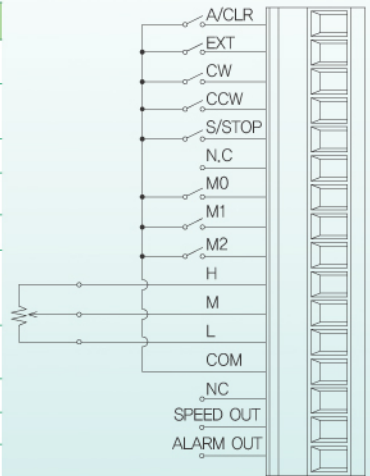 A/CLR
EXT
CW
CCW
S/STOP
N.C
M0
M1
M2
H
M
L
COM
NC
SPEED OUT
ALARM OUT